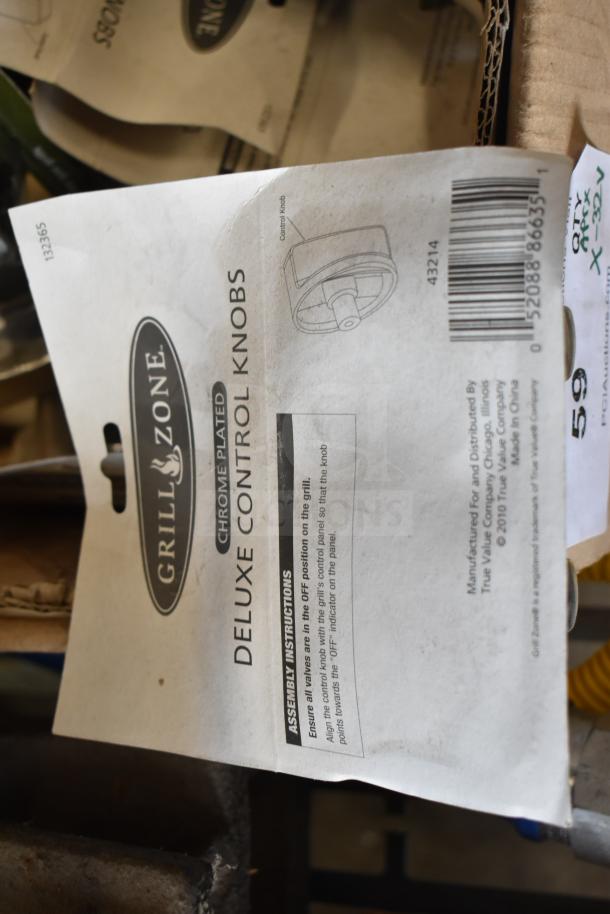 132365
GRILL ZONE™
CHROME PLATED
DELUXE CONTROL KNOBS
Control Knob
ASSEMBLY INSTRUCTIONS
Ensure all valves are in the OFF position on the grill.
Align the control knob with the grill's control panel so that the knob
points towards the "OFF" indicator on the panel.
43214
0 52088 86635 1
Manufactured For and Distributed By
True Value Company Chicago, Illinois
© 2010 True Value Company
Made In China
Grill Zone® is a registered trademark of True Value® Company
KNOBS
ZONE
QTY
APRX
X-32-V
59